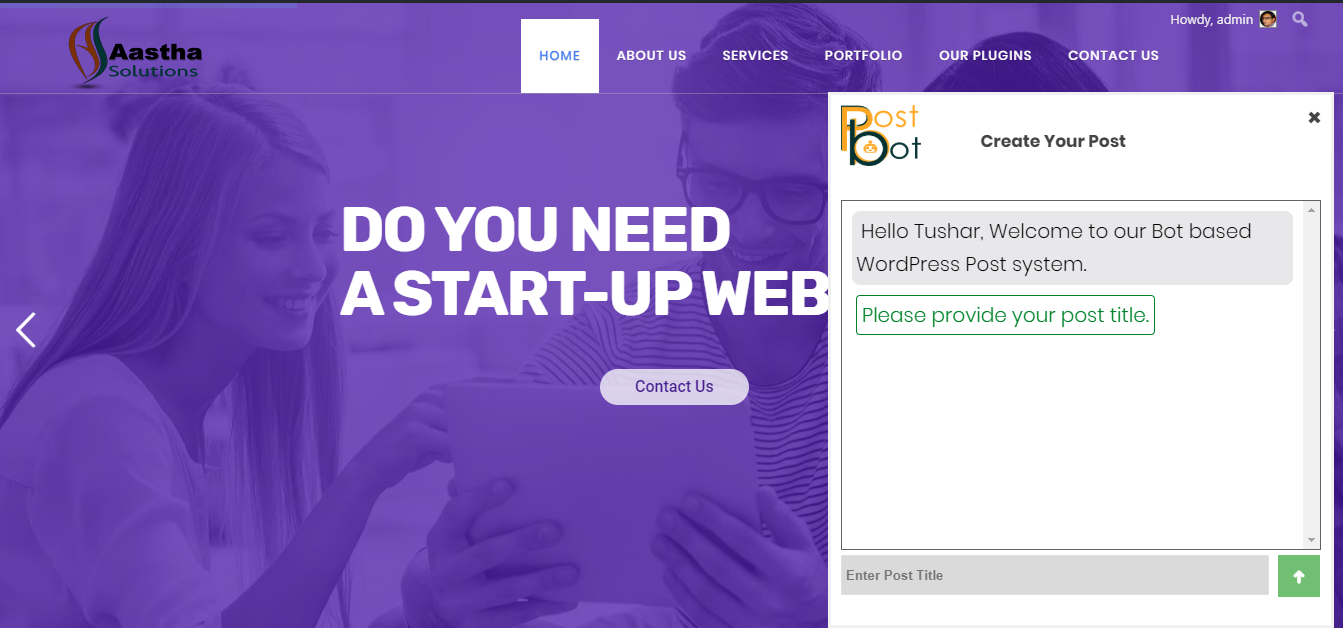 Howdy, admin
Aastha
Solutions
HOME ABOUT US SERVICES PORTFOLIO OUR PLUGINS CONTACT US
DO YOU NEED
A START-UP WEB
Contact Us
Post
Bot
Create Your Post
Hello Tushar, Welcome to our Bot based
WordPress Post system.
Please provide your post title.
Enter Post Title